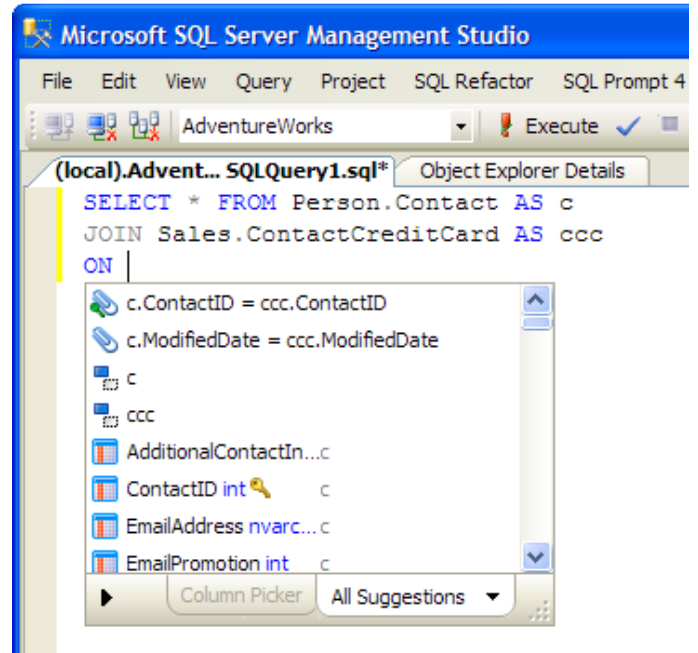 Microsoft SQL Server Management Studio
File Edit View Query Project SQL Refactor SQL Prompt 4
AdventureWorks Execute
(local).Advent... SQLQuery1.sql* Object Explorer Details
SELECT * FROM Person.Contact AS c
JOIN Sales.ContactCreditCard AS ccc
ON
c.ContactID = ccc.ContactID
c.ModifiedDate = ccc.ModifiedDate
c
ccc
AdditionalContactIn...c
ContactID int c
EmailAddress nvarc... c
EmailPromotion int c
Column Picker All Suggestions